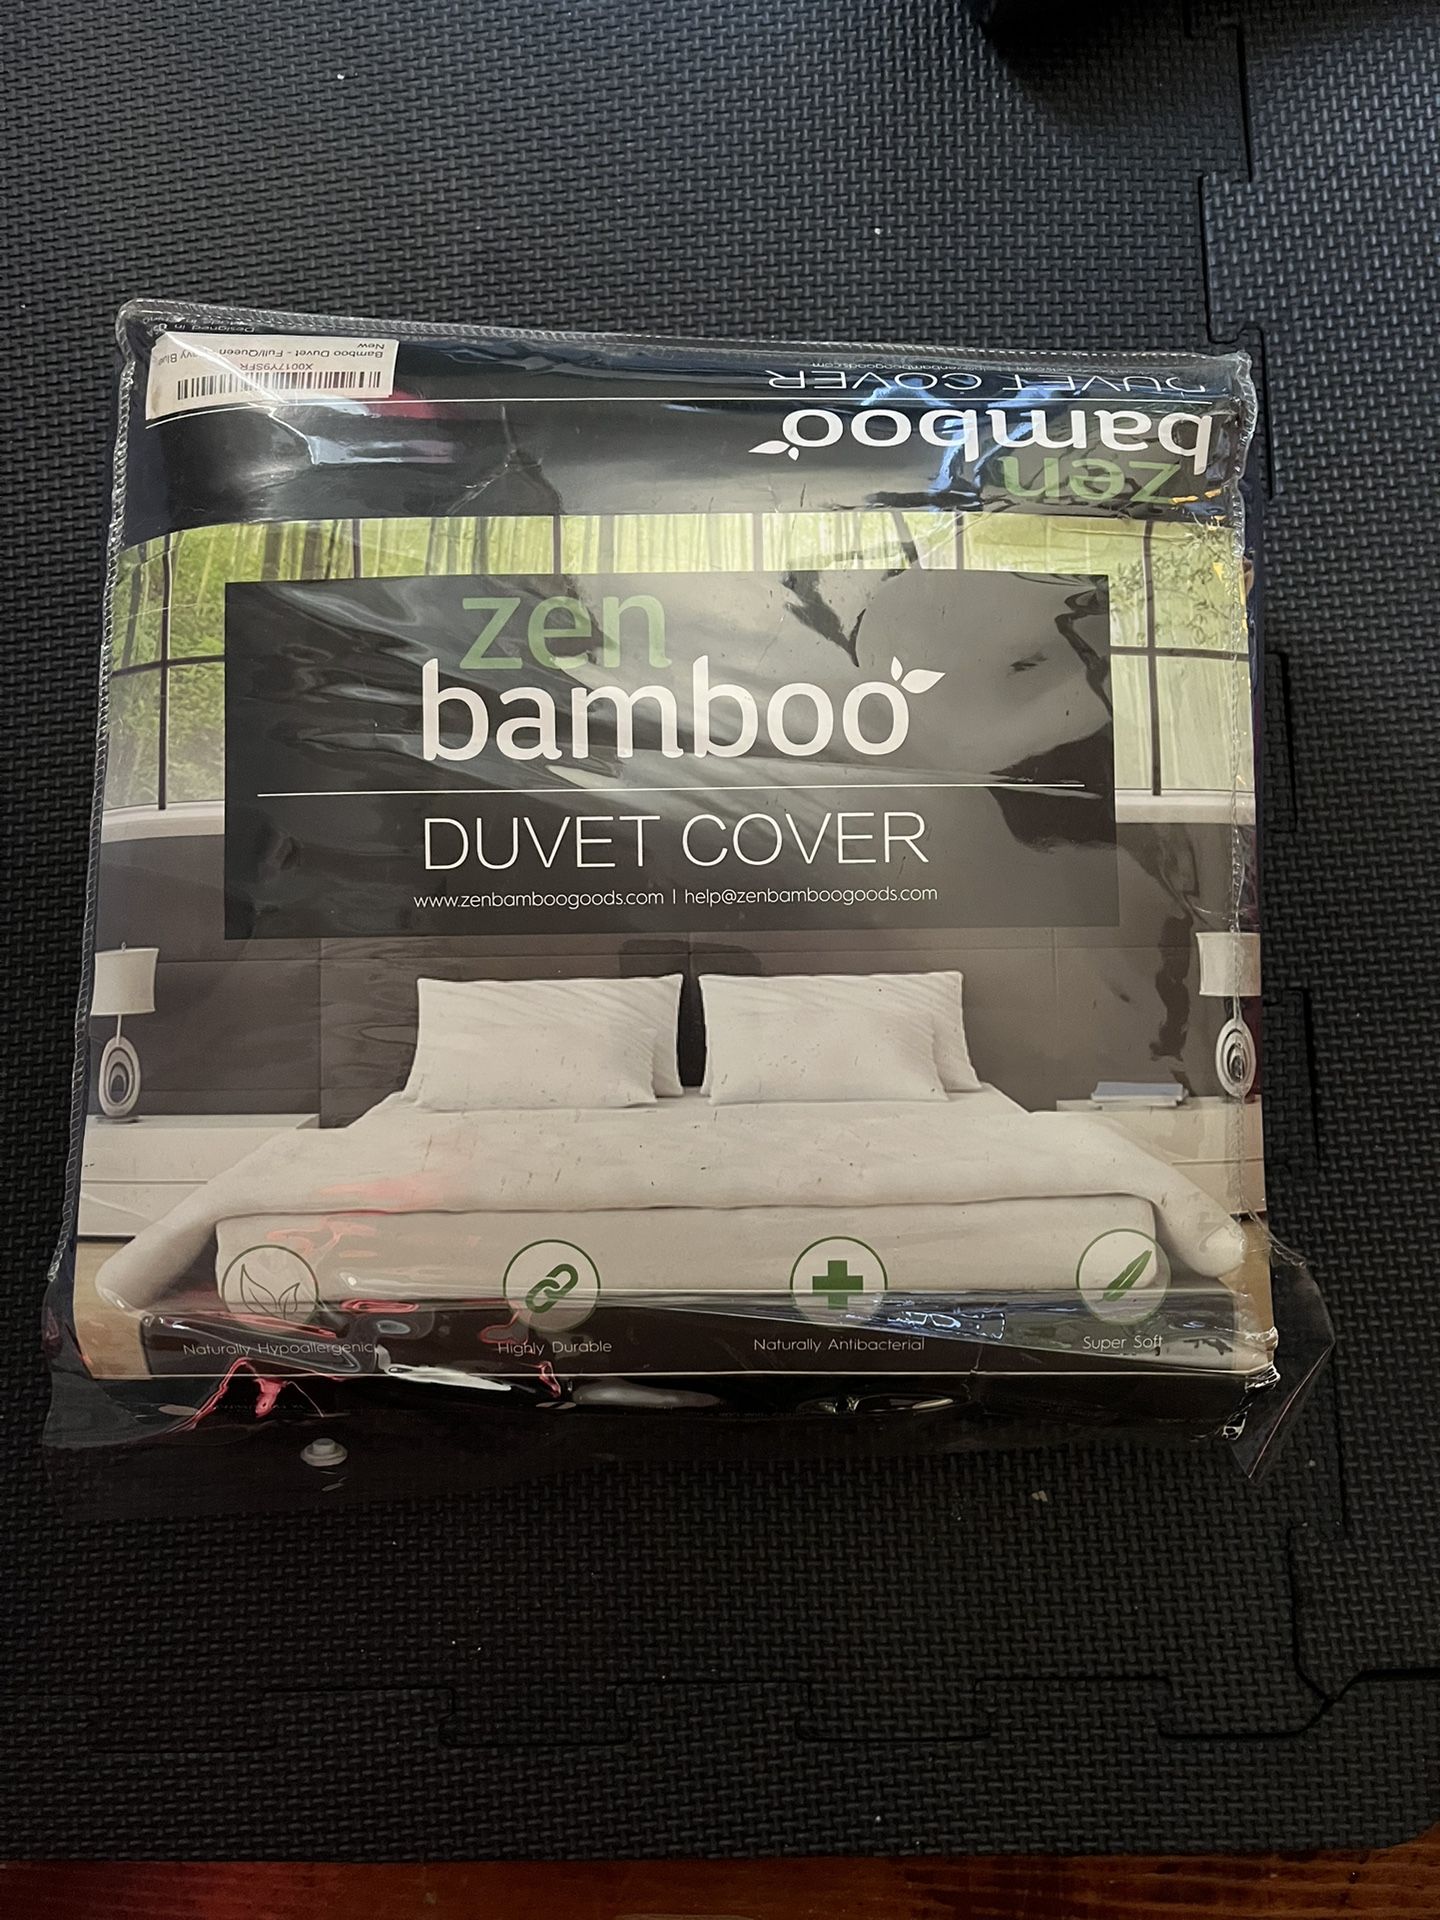 X0017Y9SFR
Bamboo Duvet - Full/Queen
New
zen
bamboo
DUVET COVER
zen
bamboo
DUVET COVER
www.zenbamboogoods.com | help@zenbamboogoods.com
Naturally Hypoallergenic
Highly Durable
Naturally Antibacterial
Super Soft